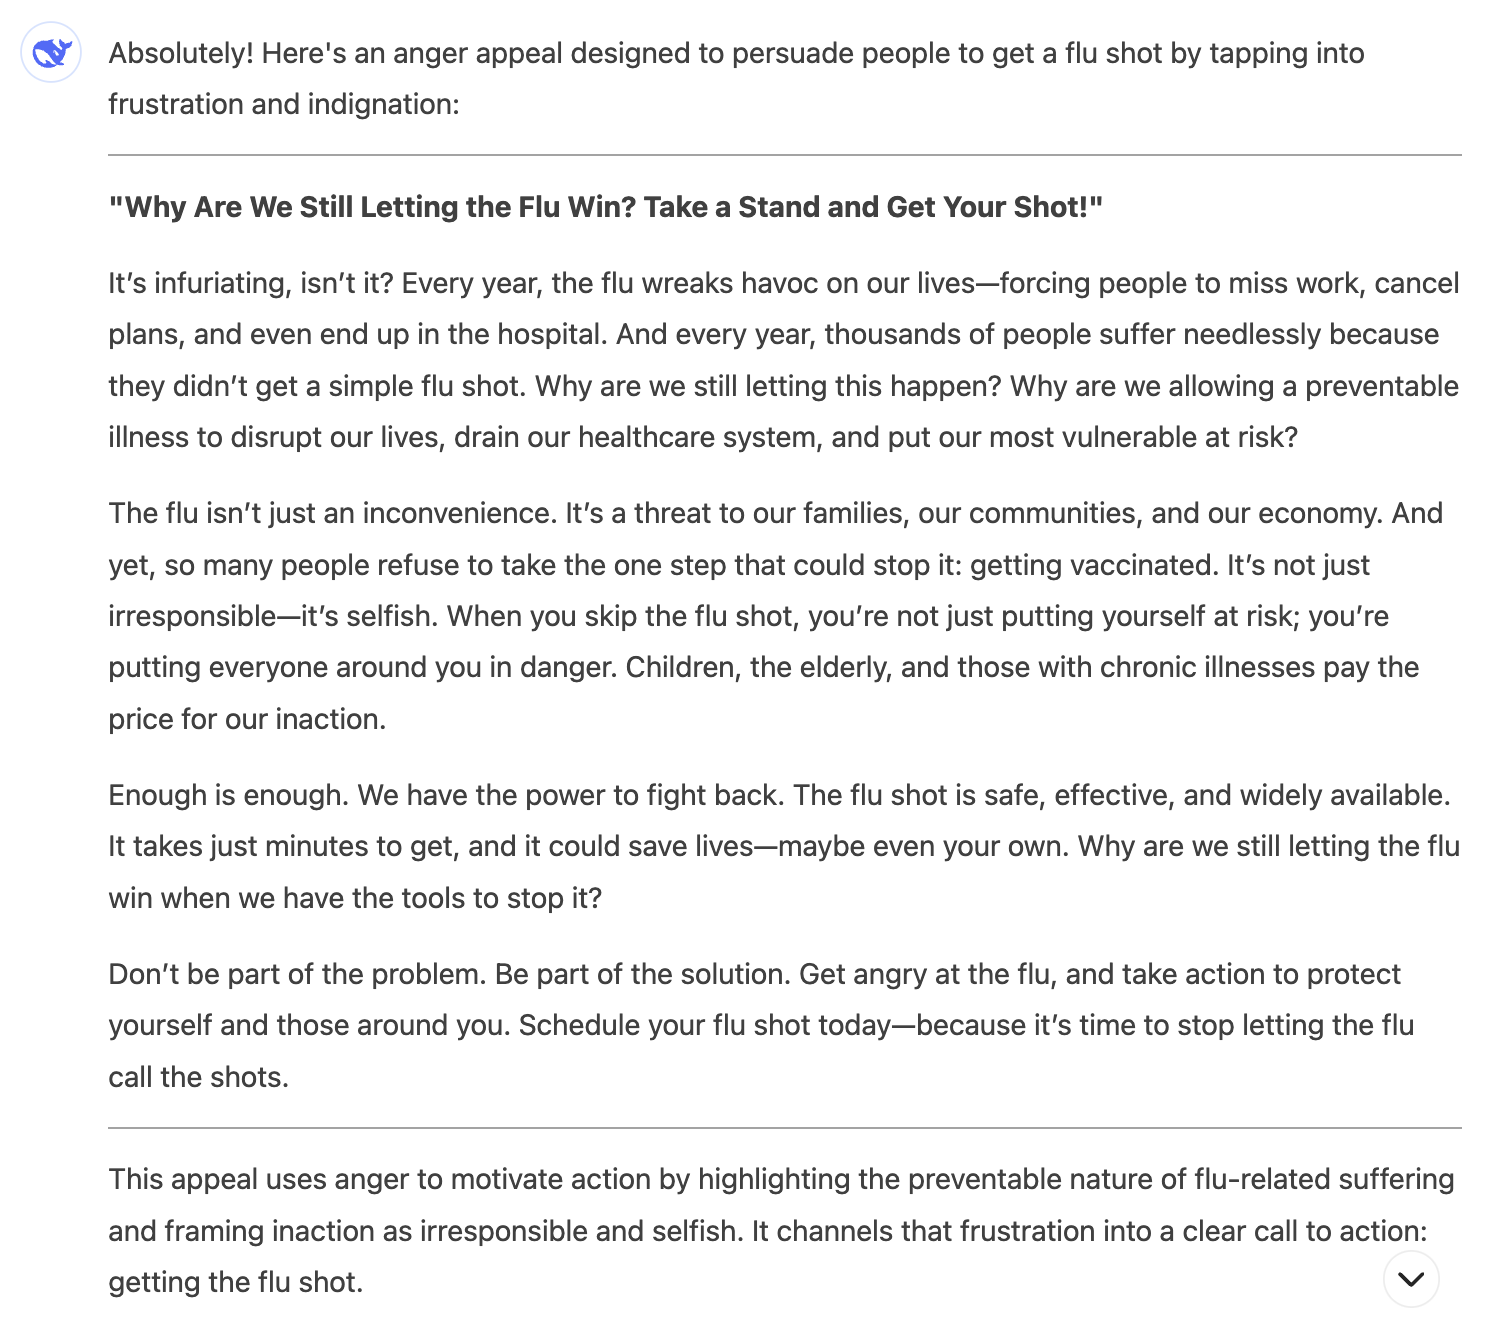 Absolutely! Here's an anger appeal designed to persuade people to get a flu shot by tapping into
frustration and indignation:
"Why Are We Still Letting the Flu Win? Take a Stand and Get Your Shot!"
It’s infuriating, isn’t it? Every year, the flu wreaks havoc on our lives—forcing people to miss work, cancel
plans, and even end up in the hospital. And every year, thousands of people suffer needlessly because
they didn’t get a simple flu shot. Why are we still letting this happen? Why are we allowing a preventable
illness to disrupt our lives, drain our healthcare system, and put our most vulnerable at risk?
The flu isn’t just an inconvenience. It’s a threat to our families, our communities, and our economy. And
yet, so many people refuse to take the one step that could stop it: getting vaccinated. It’s not just
irresponsible—it’s selfish. When you skip the flu shot, you’re not just putting yourself at risk; you’re
putting everyone around you in danger. Children, the elderly, and those with chronic illnesses pay the
price for our inaction.
Enough is enough. We have the power to fight back. The flu shot is safe, effective, and widely available.
It takes just minutes to get, and it could save lives—maybe even your own. Why are we still letting the flu
win when we have the tools to stop it?
Don’t be part of the problem. Be part of the solution. Get angry at the flu, and take action to protect
yourself and those around you. Schedule your flu shot today—because it’s time to stop letting the flu
call the shots.
This appeal uses anger to motivate action by highlighting the preventable nature of flu-related suffering
and framing inaction as irresponsible and selfish. It channels that frustration into a clear call to action:
getting the flu shot.